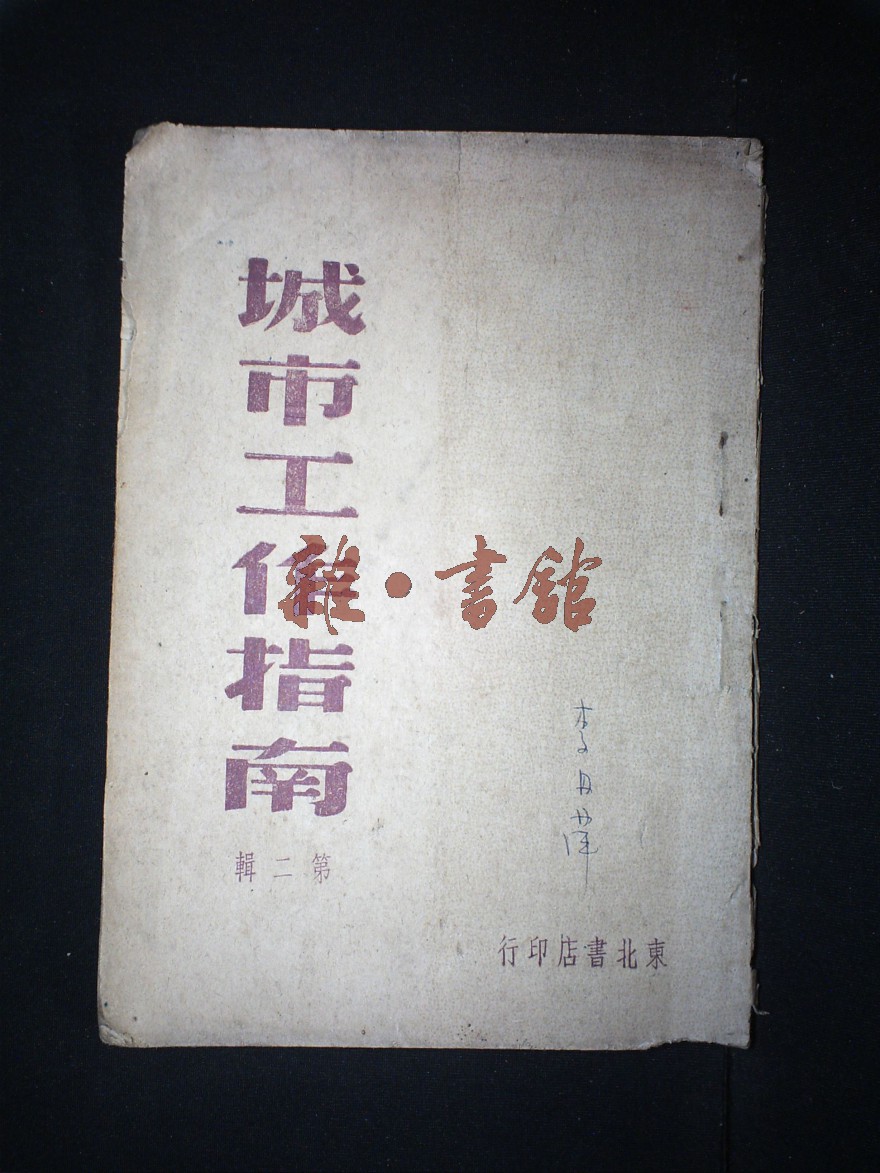 城市工作指南
第二輯
雜·書館
東北書店印行